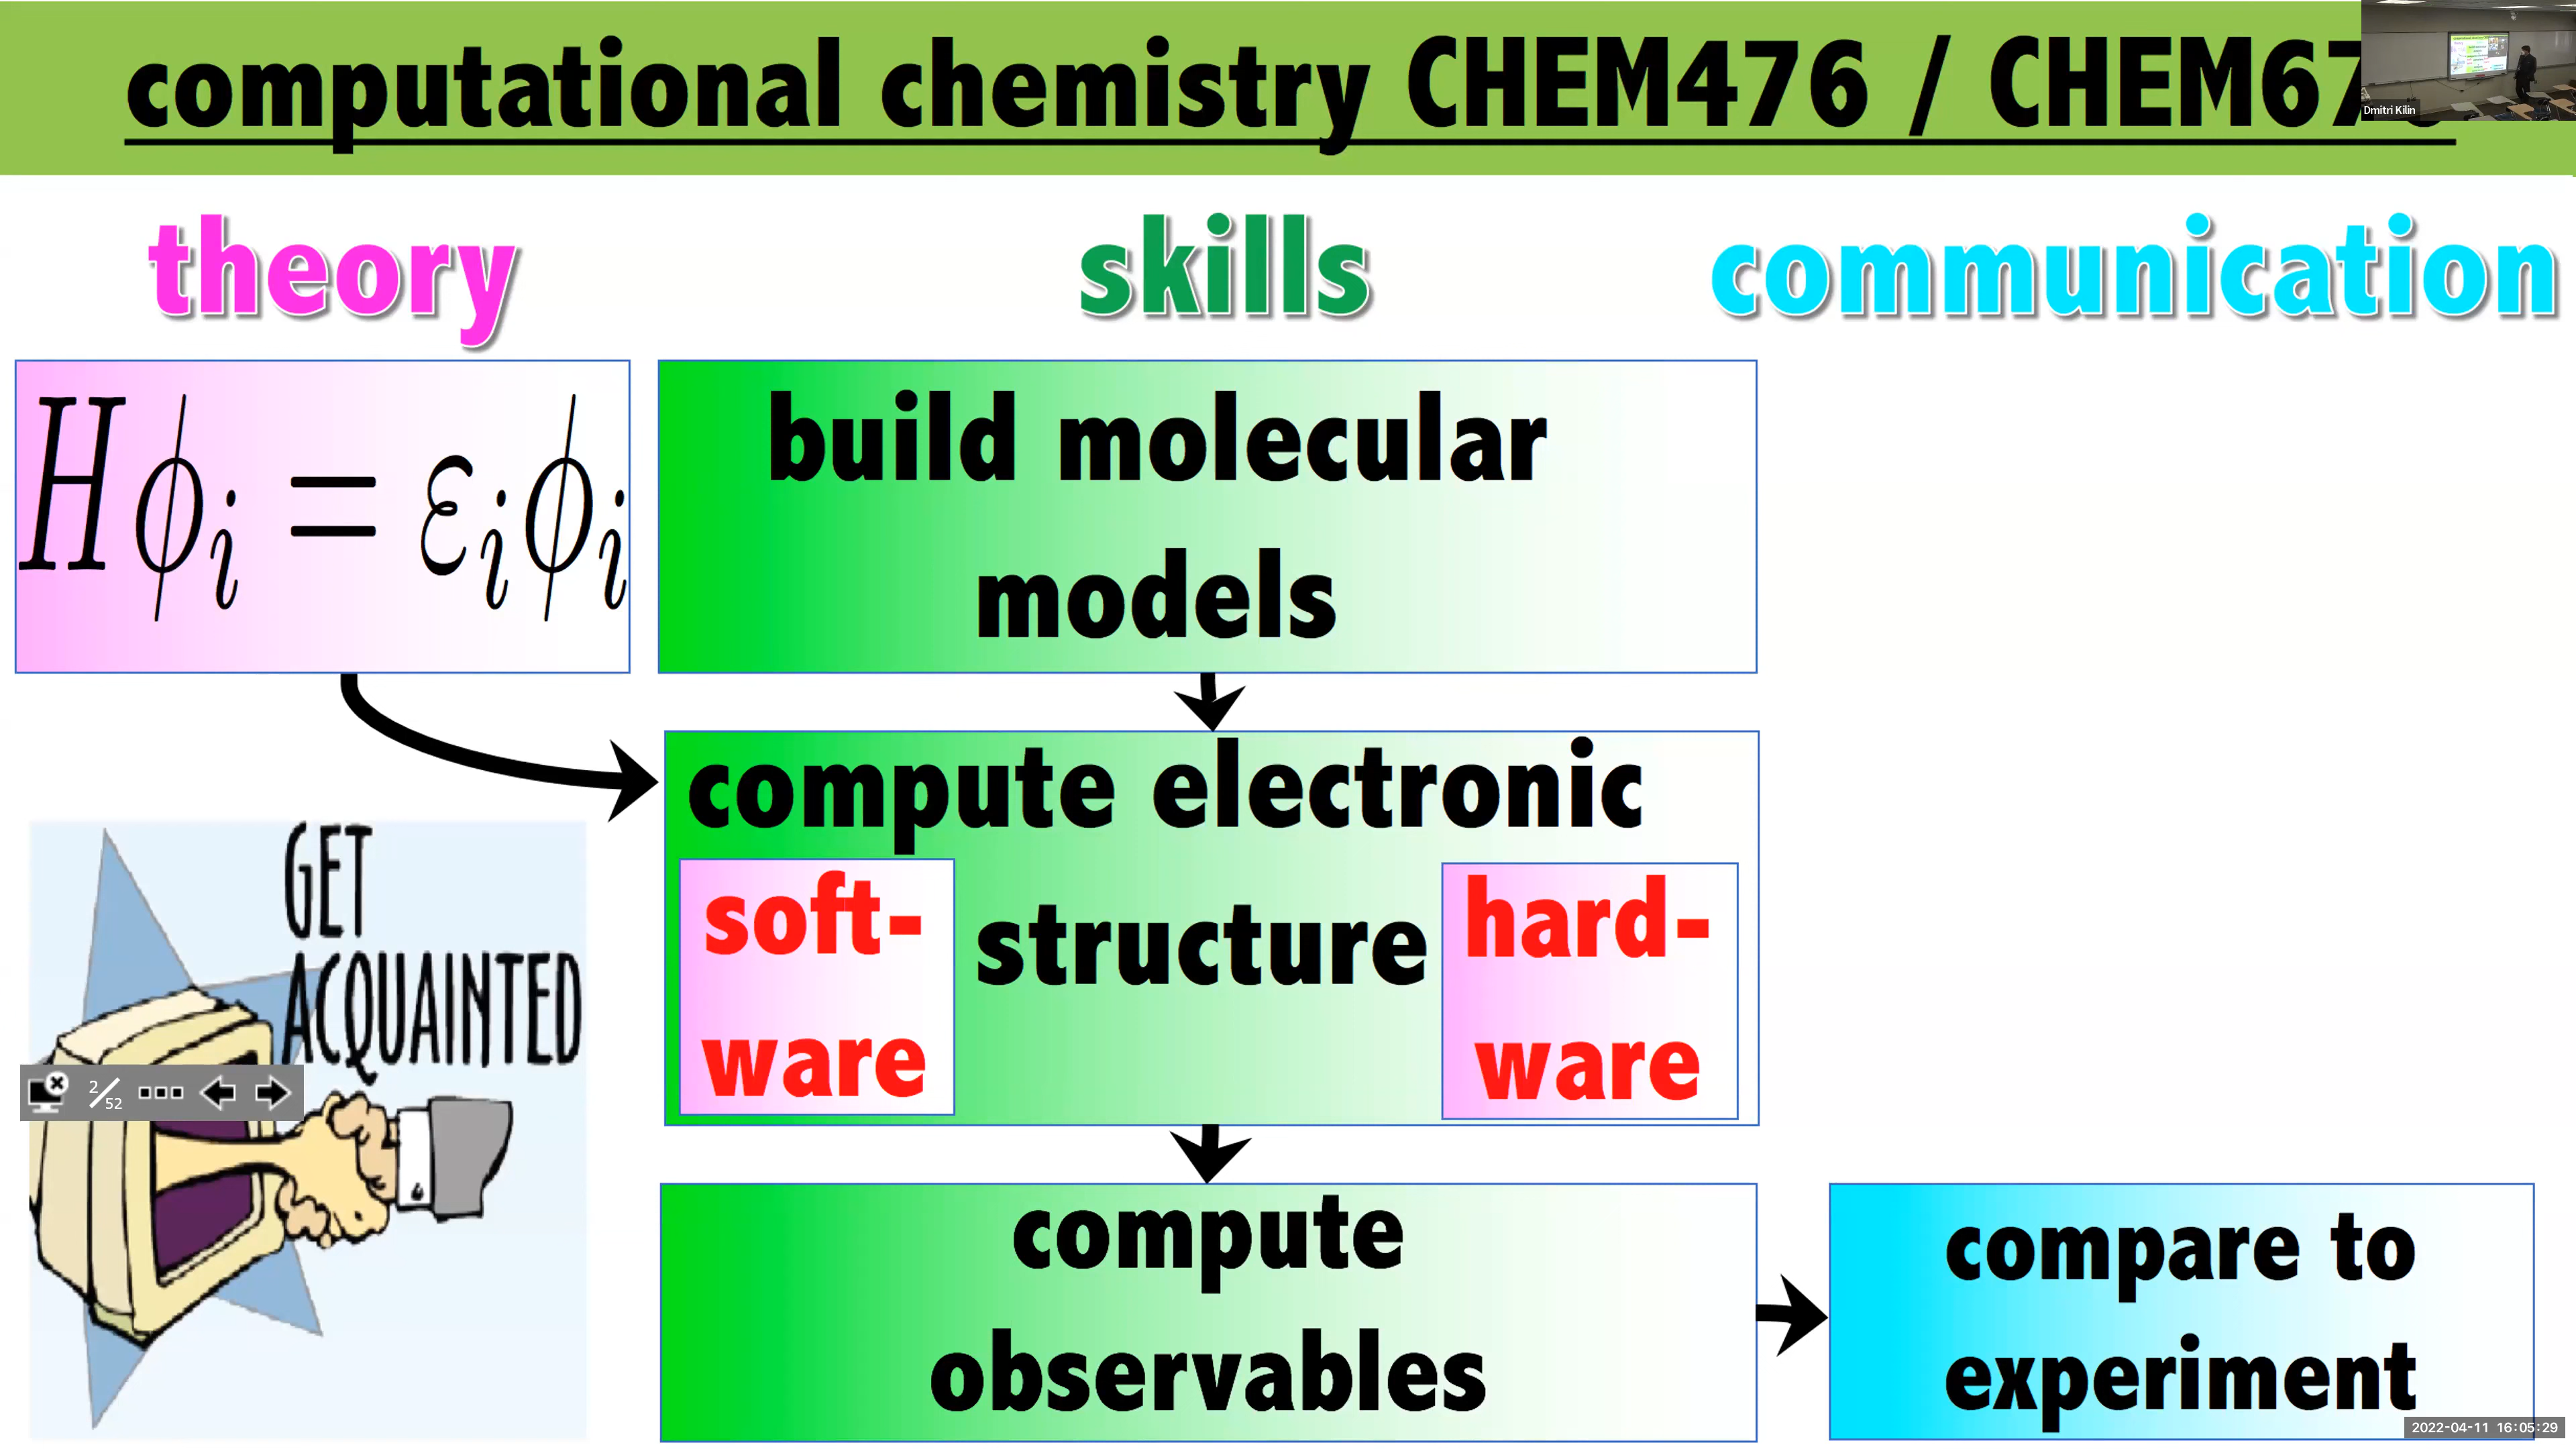 computational chemistry CHEM476 / CHEM67
Dmitri Kilin
theory
skills
communication
Hϕᵢ = εᵢϕᵢ
build molecular
models
compute electronic
structure
soft-
ware
hard-
ware
GET
ACQUAINTED
2/52
compute
observables
compare to
experiment
2022-04-11 16:05:29